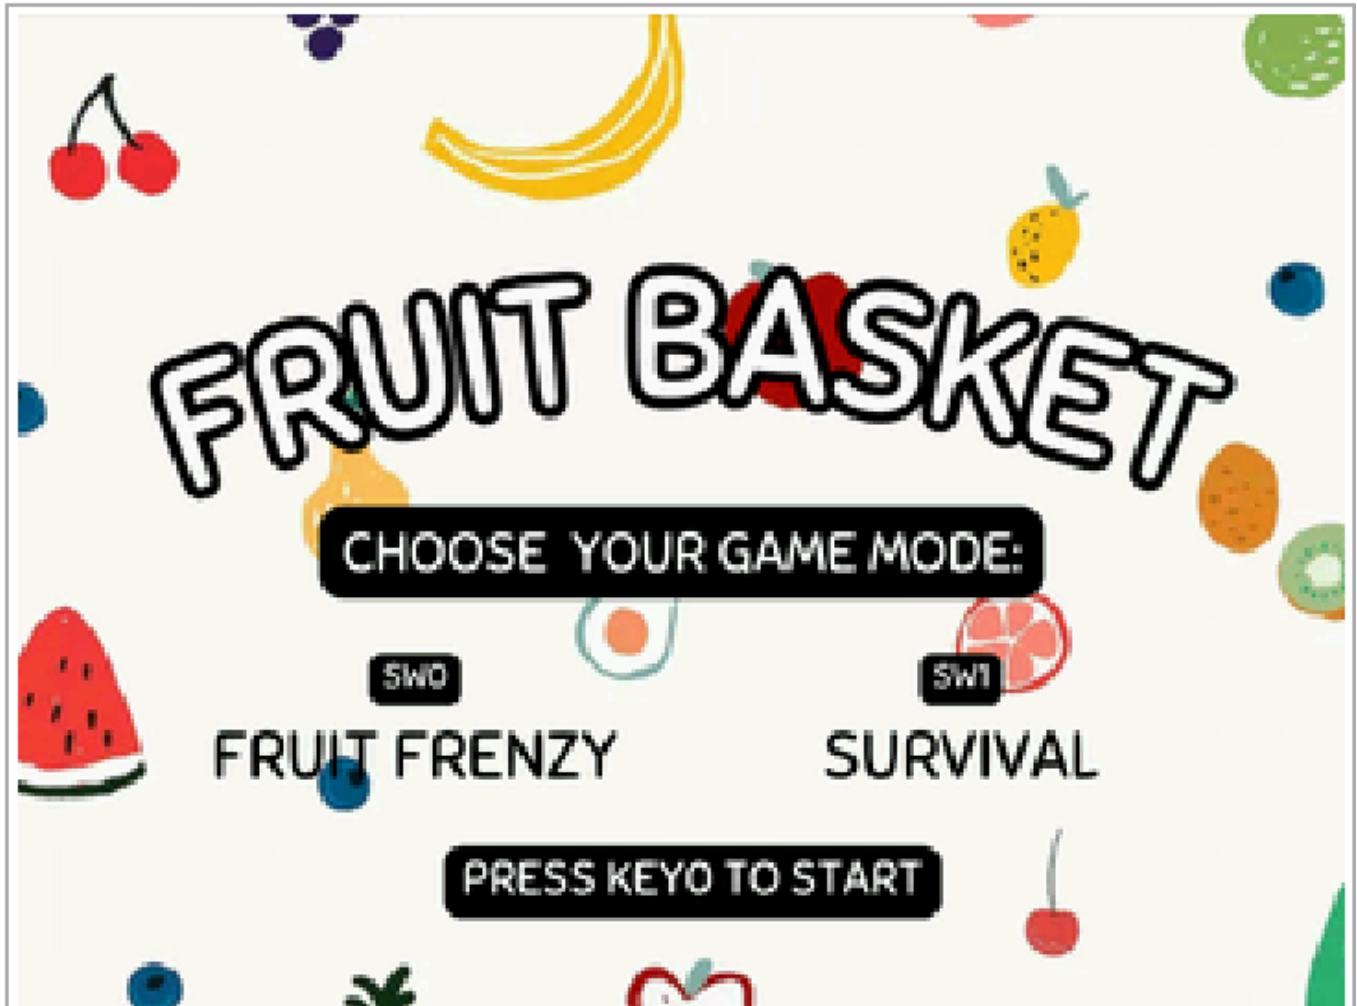 FRUIT BASKET
CHOOSE YOUR GAME MODE:
SW0 SW1
FRUIT FRENZY SURVIVAL
PRESS KEY0 TO START